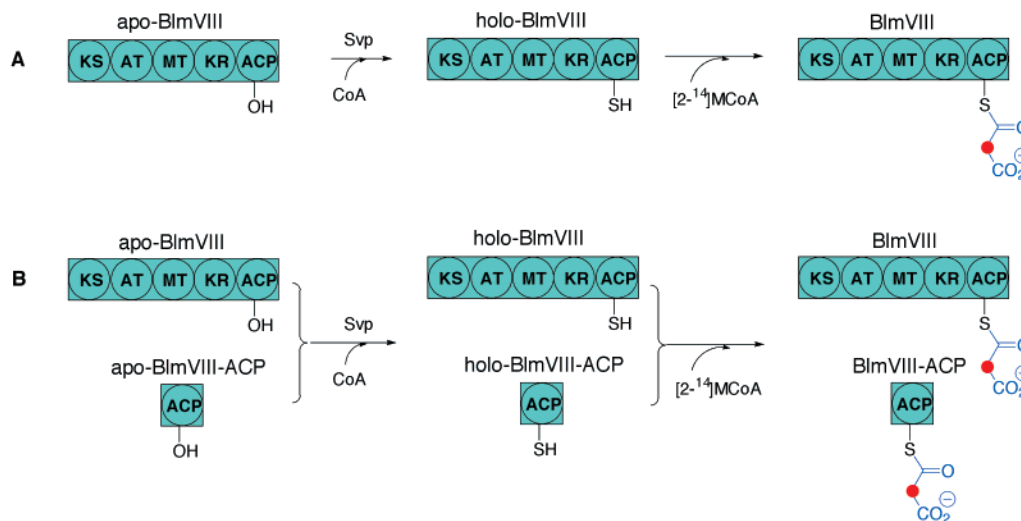 apo-BlmVIII holo-BlmVIII BlmVIII
A KS AT MT KR ACP Svp CoA KS AT MT KR ACP [2-14]MCoA KS AT MT KR ACP
OH SH S
O
CO2 −
apo-BlmVIII holo-BlmVIII BlmVIII
B KS AT MT KR ACP KS AT MT KR ACP KS AT MT KR ACP
OH Svp SH S
O
apo-BlmVIII-ACP CoA holo-BlmVIII-ACP [2-14]MCoA BlmVIII-ACP CO2 −
ACP ACP ACP
OH SH S
O
CO2 −